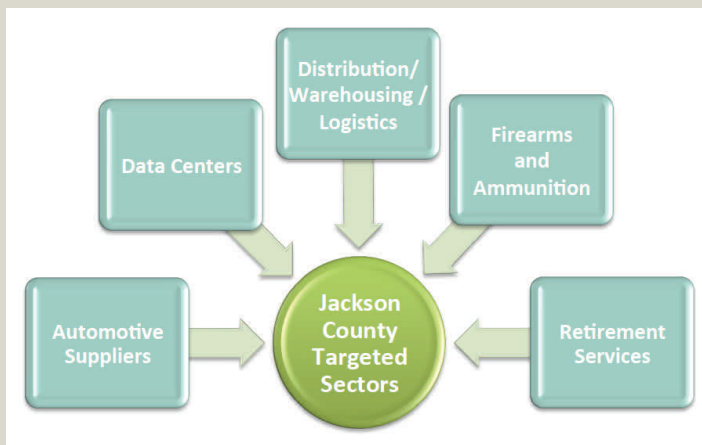 Distribution/
Warehousing /
Logistics
Data Centers
Firearms
and
Ammunition
Automotive
Suppliers
Jackson
County
Targeted
Sectors
Retirement
Services